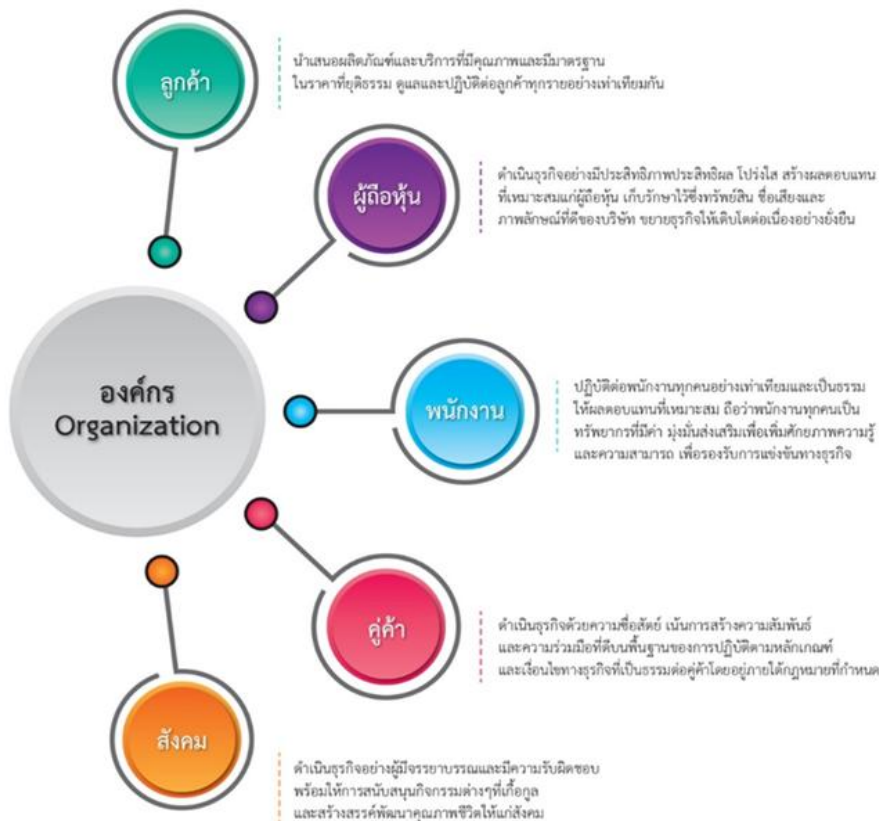 ลูกค้า
นำเสนอผลิตภัณฑ์และบริการที่มีคุณภาพและมีมาตรฐาน
ในราคาที่ยุติธรรม ดูแลและปฏิบัติต่อลูกค้าทุกรายอย่างเท่าเทียมกัน
ผู้ถือหุ้น
ดำเนินธุรกิจอย่างมีประสิทธิภาพประสิทธิผล โปร่งใส สร้างผลตอบแทน
ที่เหมาะสมแก่ผู้ถือหุ้น เก็บรักษาไว้ซึ่งทรัพย์สิน ชื่อเสียงและ
ภาพลักษณ์ที่ดีของบริษัท ขยายธุรกิจให้เติบโตต่อเนื่องอย่างยั่งยืน
องค์กร
Organization
พนักงาน
ปฏิบัติต่อพนักงานทุกคนอย่างเท่าเทียมและเป็นธรรม
ให้ผลตอบแทนที่เหมาะสม ถือว่าพนักงานทุกคนเป็น
ทรัพยากรที่มีค่า มุ่งมั่นส่งเสริมเพื่อเพิ่มศักยภาพความรู้
และความสามารถ เพื่อรองรับการแข่งขันทางธุรกิจ
คู่ค้า
ดำเนินธุรกิจด้วยความซื่อสัตย์ เน้นการสร้างความสัมพันธ์
และความร่วมมือที่ดีบนพื้นฐานของการปฏิบัติตามหลักเกณฑ์
และเงื่อนไขทางธุรกิจที่เป็นธรรมต่อคู่ค้าโดยอยู่ภายใต้กฎหมายที่กำหนด
สังคม
ดำเนินธุรกิจอย่างผู้มีจรรยาบรรณและมีความรับผิดชอบ
พร้อมให้การสนับสนุนกิจกรรมต่างๆที่เกื้อกูล
และสร้างสรรค์พัฒนาคุณภาพชีวิตให้แก่สังคม